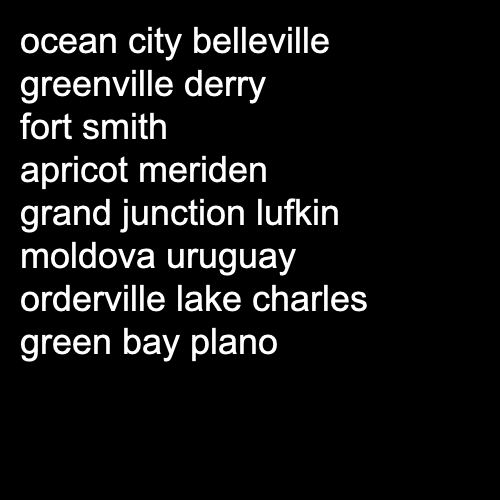 ocean city belleville
greenville derry
fort smith
apricot meriden
grand junction lufkin
moldova uruguay
orderville lake charles
green bay plano